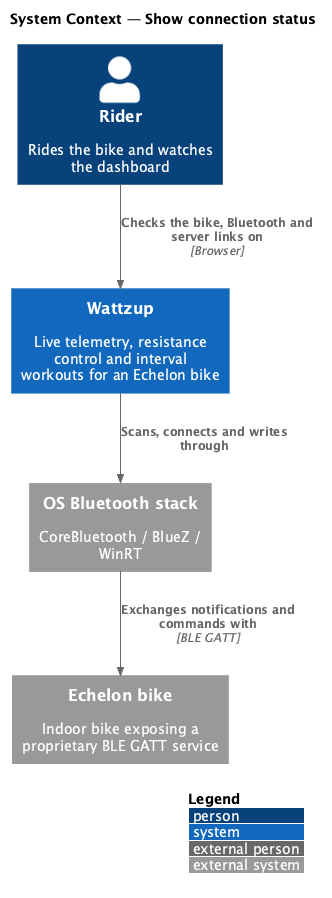 System Context — Show connection status
Rider
Rides the bike and watches
the dashboard
Checks the bike, Bluetooth and
server links on
[Browser]
Wattzup
Live telemetry, resistance
control and interval
workouts for an Echelon bike
Scans, connects and writes
through
OS Bluetooth stack
CoreBluetooth / BlueZ /
WinRT
Exchanges notifications and
commands with
[BLE GATT]
Echelon bike
Indoor bike exposing a
proprietary BLE GATT service
Legend
person
system
external person
external system